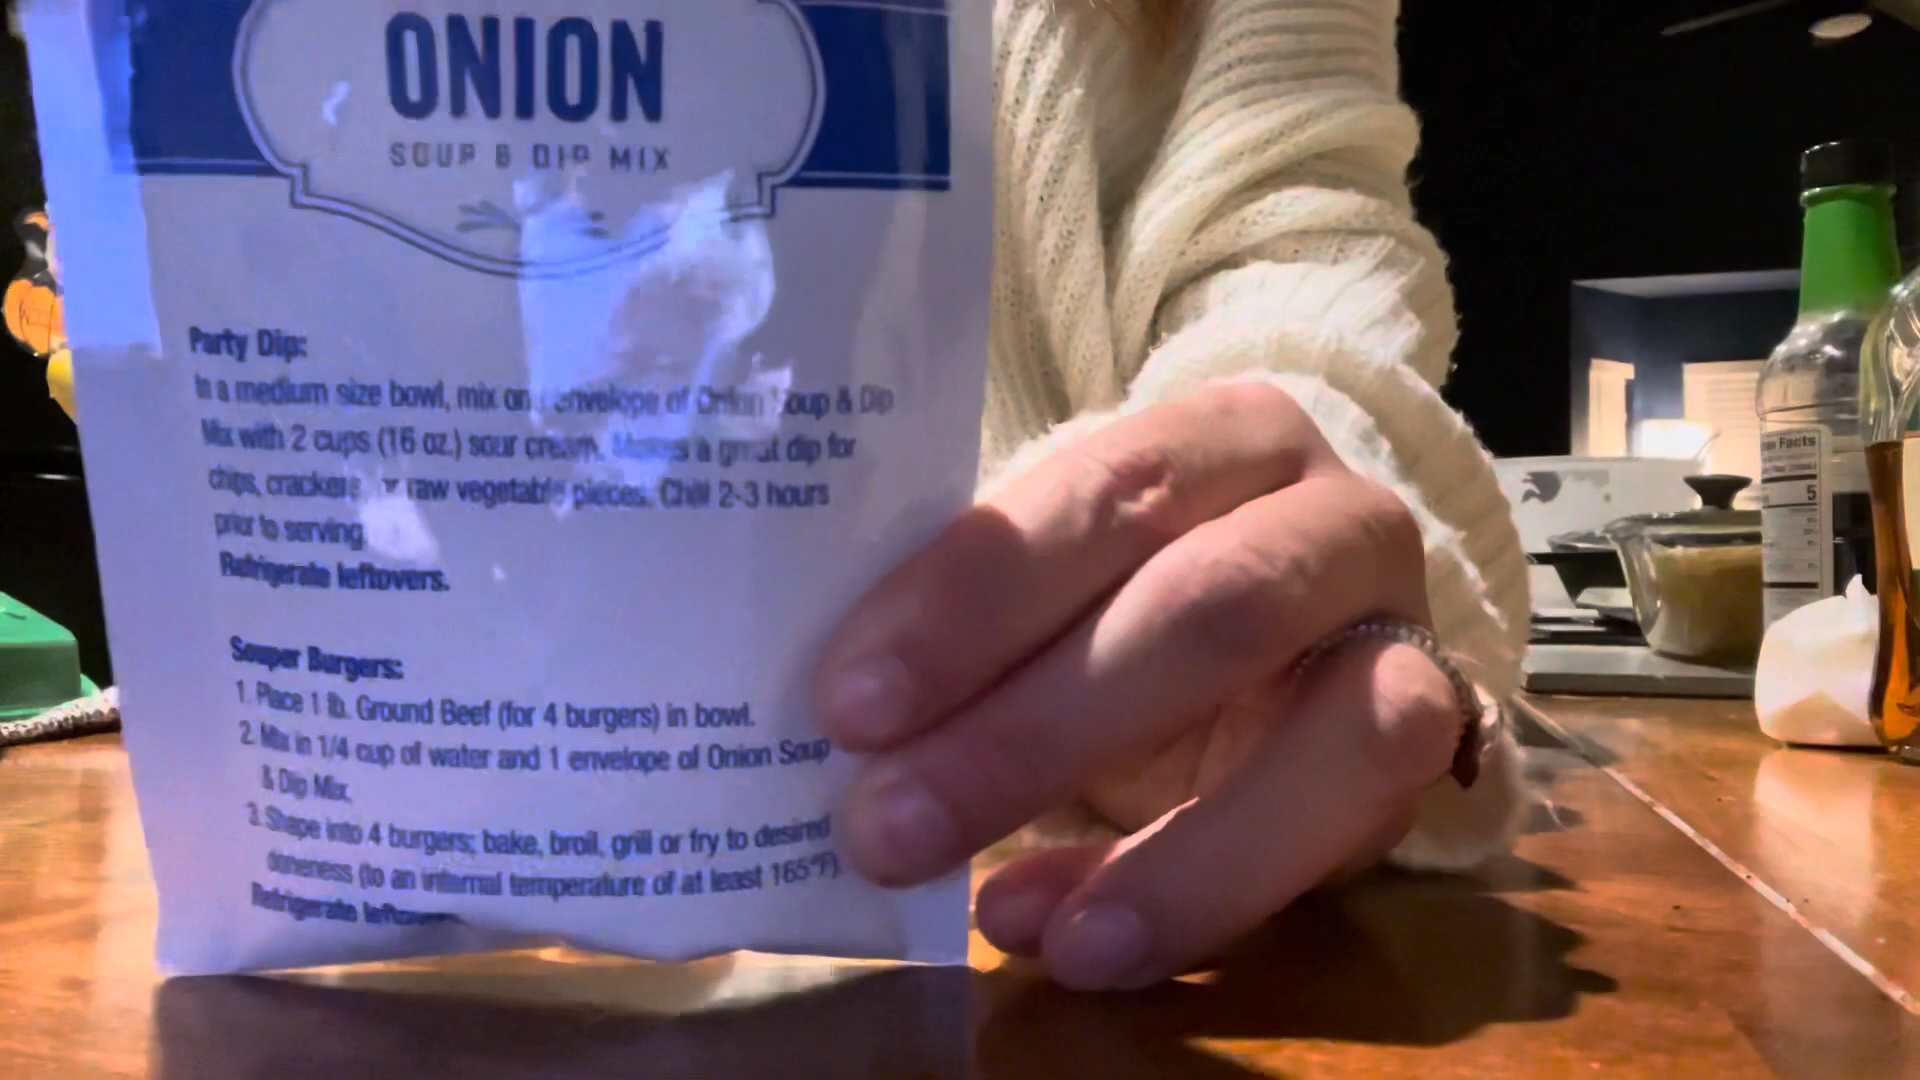 ONION
SOUP & DIP MIX
Party Dip:
In a medium size bowl, mix one envelope of Onion Soup & Dip
Mix with 2 cups (16 oz.) sour cream. Makes a great dip for
chips, crackers, or raw vegetable pieces. Chill 2-3 hours
prior to serving
Refrigerate leftovers.
Souper Burgers:
1. Place 1 lb. Ground Beef (for 4 burgers) in bowl.
2. Mix in 1/4 cup of water and 1 envelope of Onion Soup
& Dip Mix.
3. Shape into 4 burgers; bake, broil, grill or fry to desired
doneness (to an internal temperature of at least 165°F).
Refrigerate leftovers
Facts
5